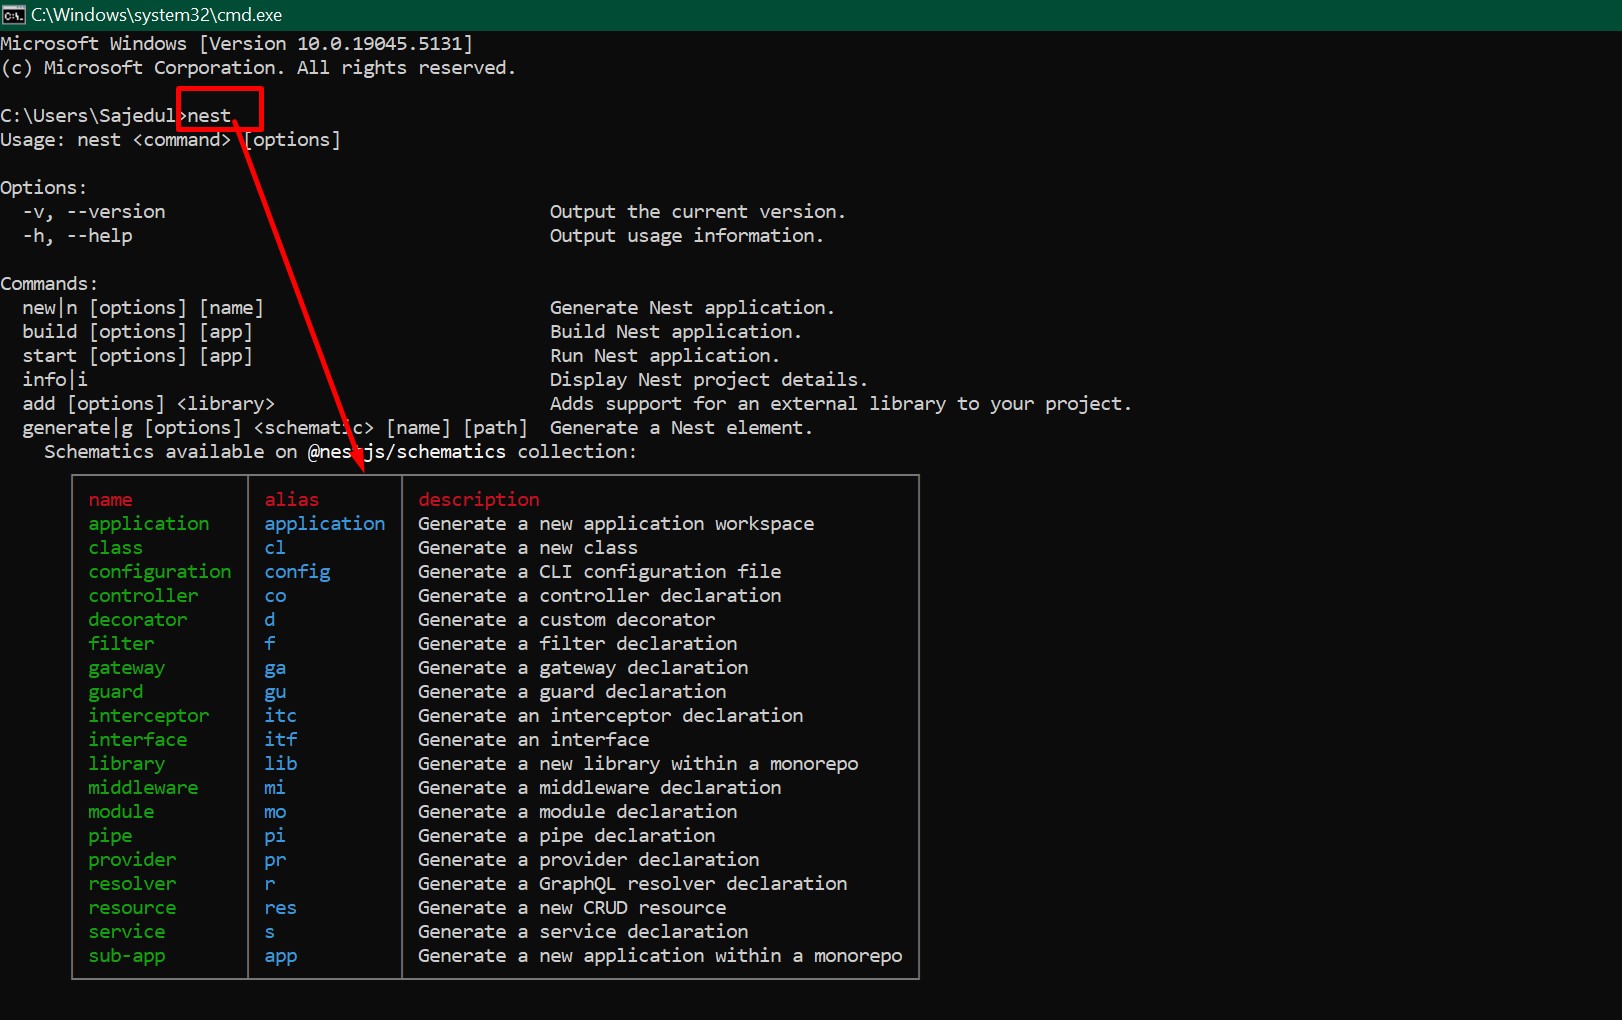 C:\Windows\system32\cmd.exe
Microsoft Windows [Version 10.0.19045.5131]
(c) Microsoft Corporation. All rights reserved.
C:\Users\Sajedul>nest
Usage: nest <command> [options]
Options:
-v, --version Output the current version.
-h, --help Output usage information.
Commands:
new|n [options] [name] Generate Nest application.
build [options] [app] Build Nest application.
start [options] [app] Run Nest application.
info|i Display Nest project details.
add [options] <library> Adds support for an external library to your project.
generate|g [options] <schematic> [name] [path] Generate a Nest element.
Schematics available on @nestjs/schematics collection:
name alias description
application application Generate a new application workspace
class cl Generate a new class
configuration config Generate a CLI configuration file
controller co Generate a controller declaration
decorator d Generate a custom decorator
filter f Generate a filter declaration
gateway ga Generate a gateway declaration
guard gu Generate a guard declaration
interceptor itc Generate an interceptor declaration
interface itf Generate an interface
library lib Generate a new library within a monorepo
middleware mi Generate a middleware declaration
module mo Generate a module declaration
pipe pi Generate a pipe declaration
provider pr Generate a provider declaration
resolver r Generate a GraphQL resolver declaration
resource res Generate a new CRUD resource
service s Generate a service declaration
sub-app app Generate a new application within a monorepo